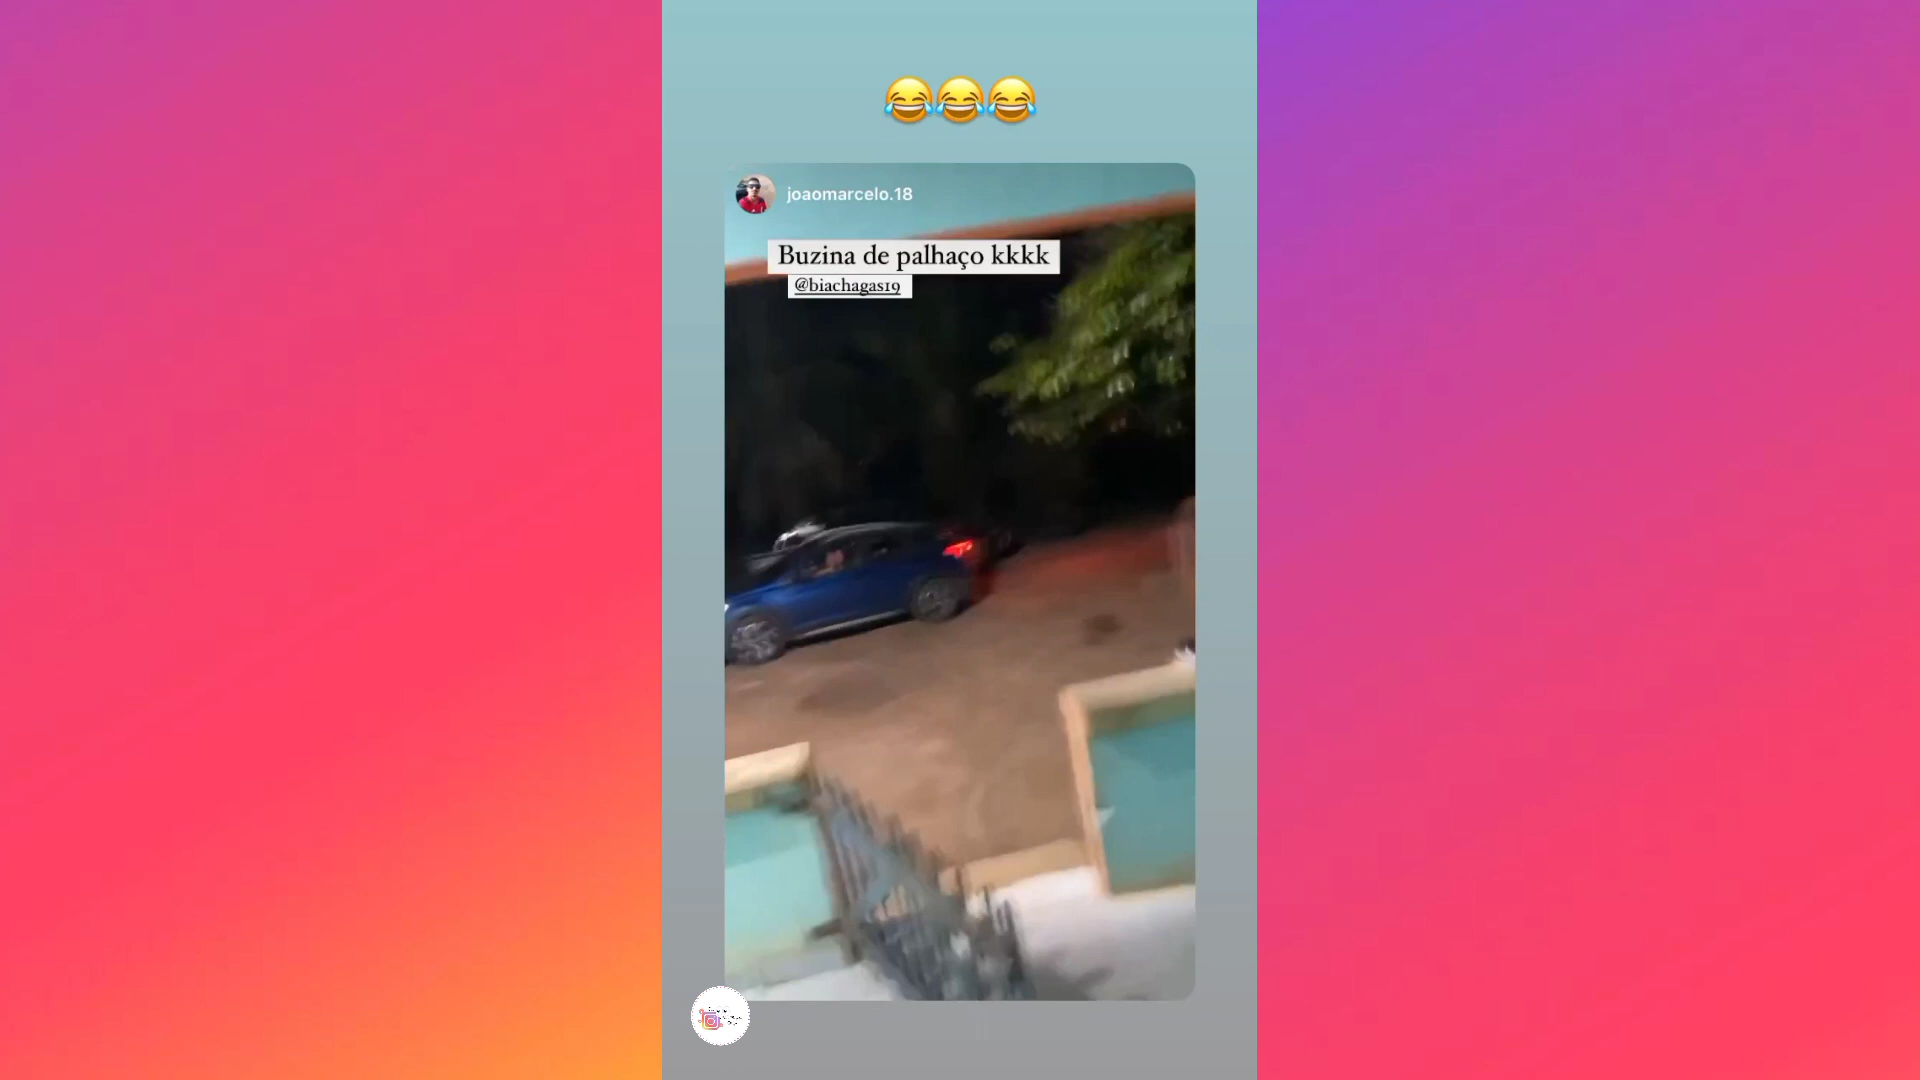 😂😂😂
joaomarcelo.18
Buzina de palhaço kkkk
@biachagas19